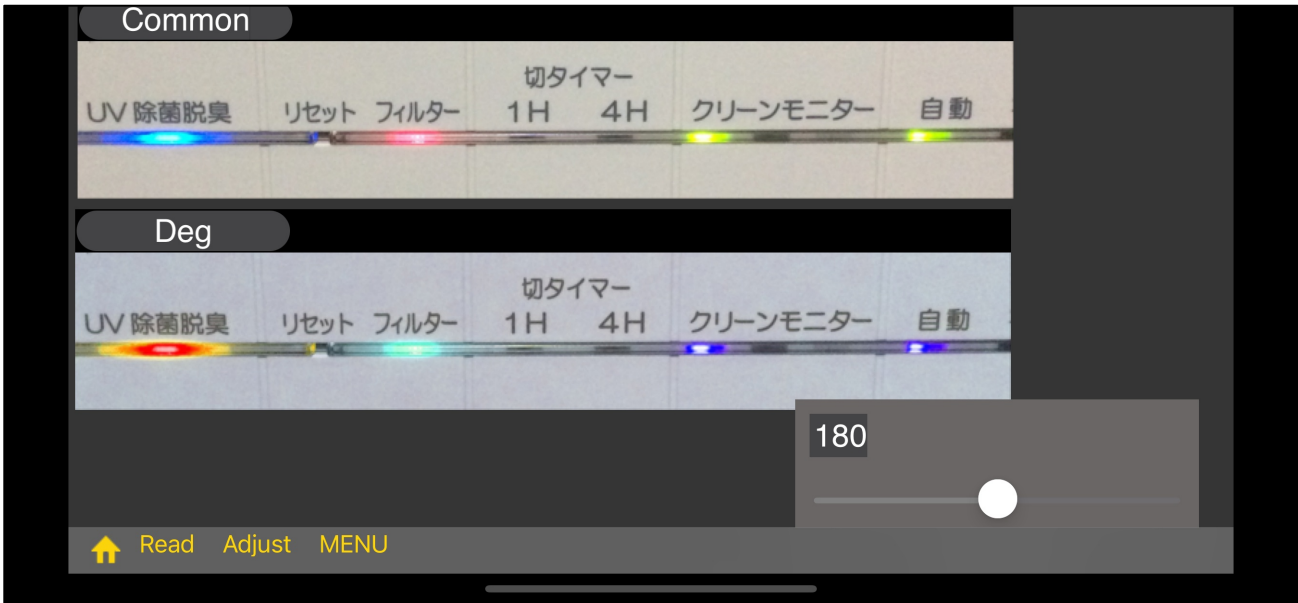 Common
切タイマー
UV 除菌脱臭 リセット フィルター 1H 4H クリーンモニター 自動
Deg
切タイマー
UV 除菌脱臭 リセット フィルター 1H 4H クリーンモニター 自動
180
Read Adjust MENU